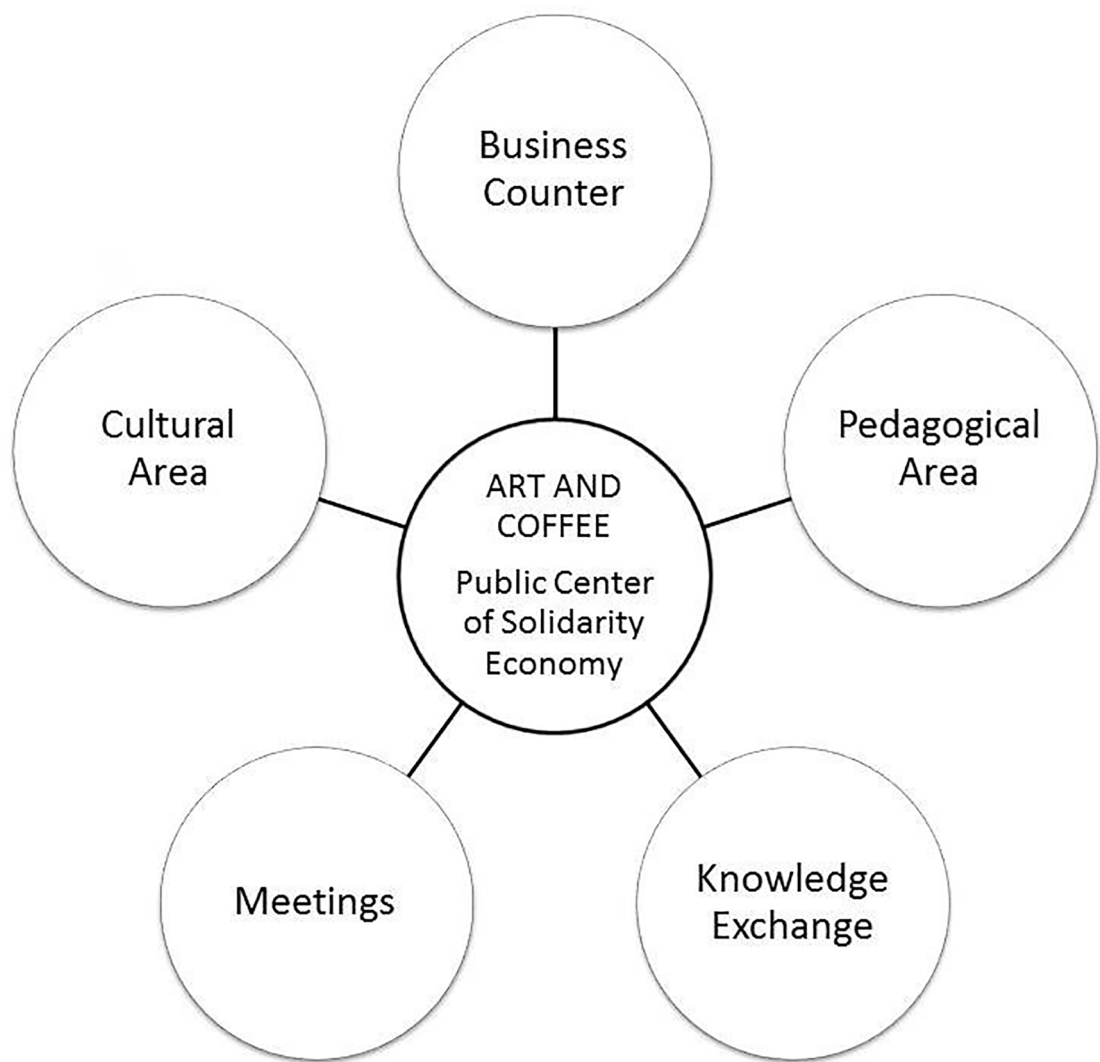 Business
Counter
Cultural
Area
Pedagogical
Area
ART AND
COFFEE
Public Center
of Solidarity
Economy
Meetings
Knowledge
Exchange